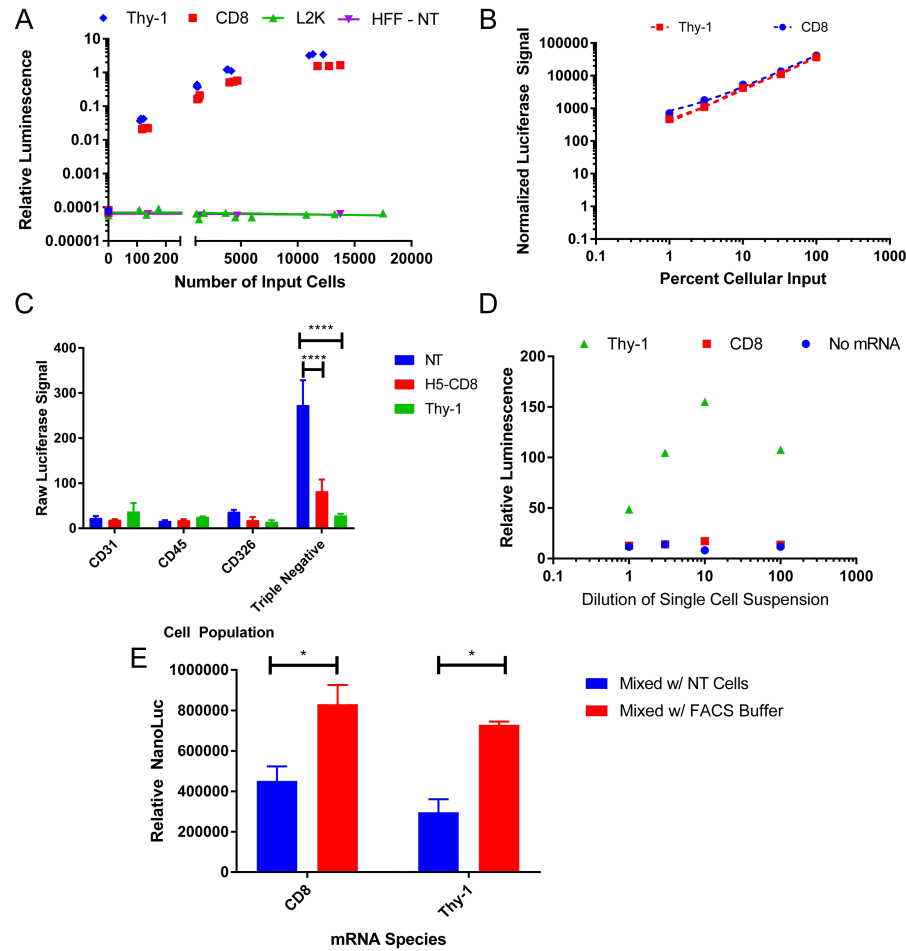 A
Thy-1 CD8 L2K HFF - NT
Relative Luminescence
10
1
0.1
0.01
0.001
0.0001
0.00001
0 100 200 5000 10000 15000 20000
Number of Input Cells
B
Thy-1 CD8
Normalized Luciferase Signal
100000
10000
1000
100
10
1
0.1
0.1 1 10 100 1000
Percent Cellular Input
C
Raw Luciferase Signal
400
300
200
100
0
****
****
NT
H5-CD8
Thy-1
CD31 CD45 CD326 Triple Negative
Cell Population
D
Thy-1 CD8 No mRNA
Relative Luminescence
200
150
100
50
0
0.1 1 10 100 1000
Dilution of Single Cell Suspension
E
Relative NanoLuc
1000000
800000
600000
400000
200000
0
* *
Mixed w/ NT Cells
Mixed w/ FACS Buffer
CD8 Thy-1
mRNA Species